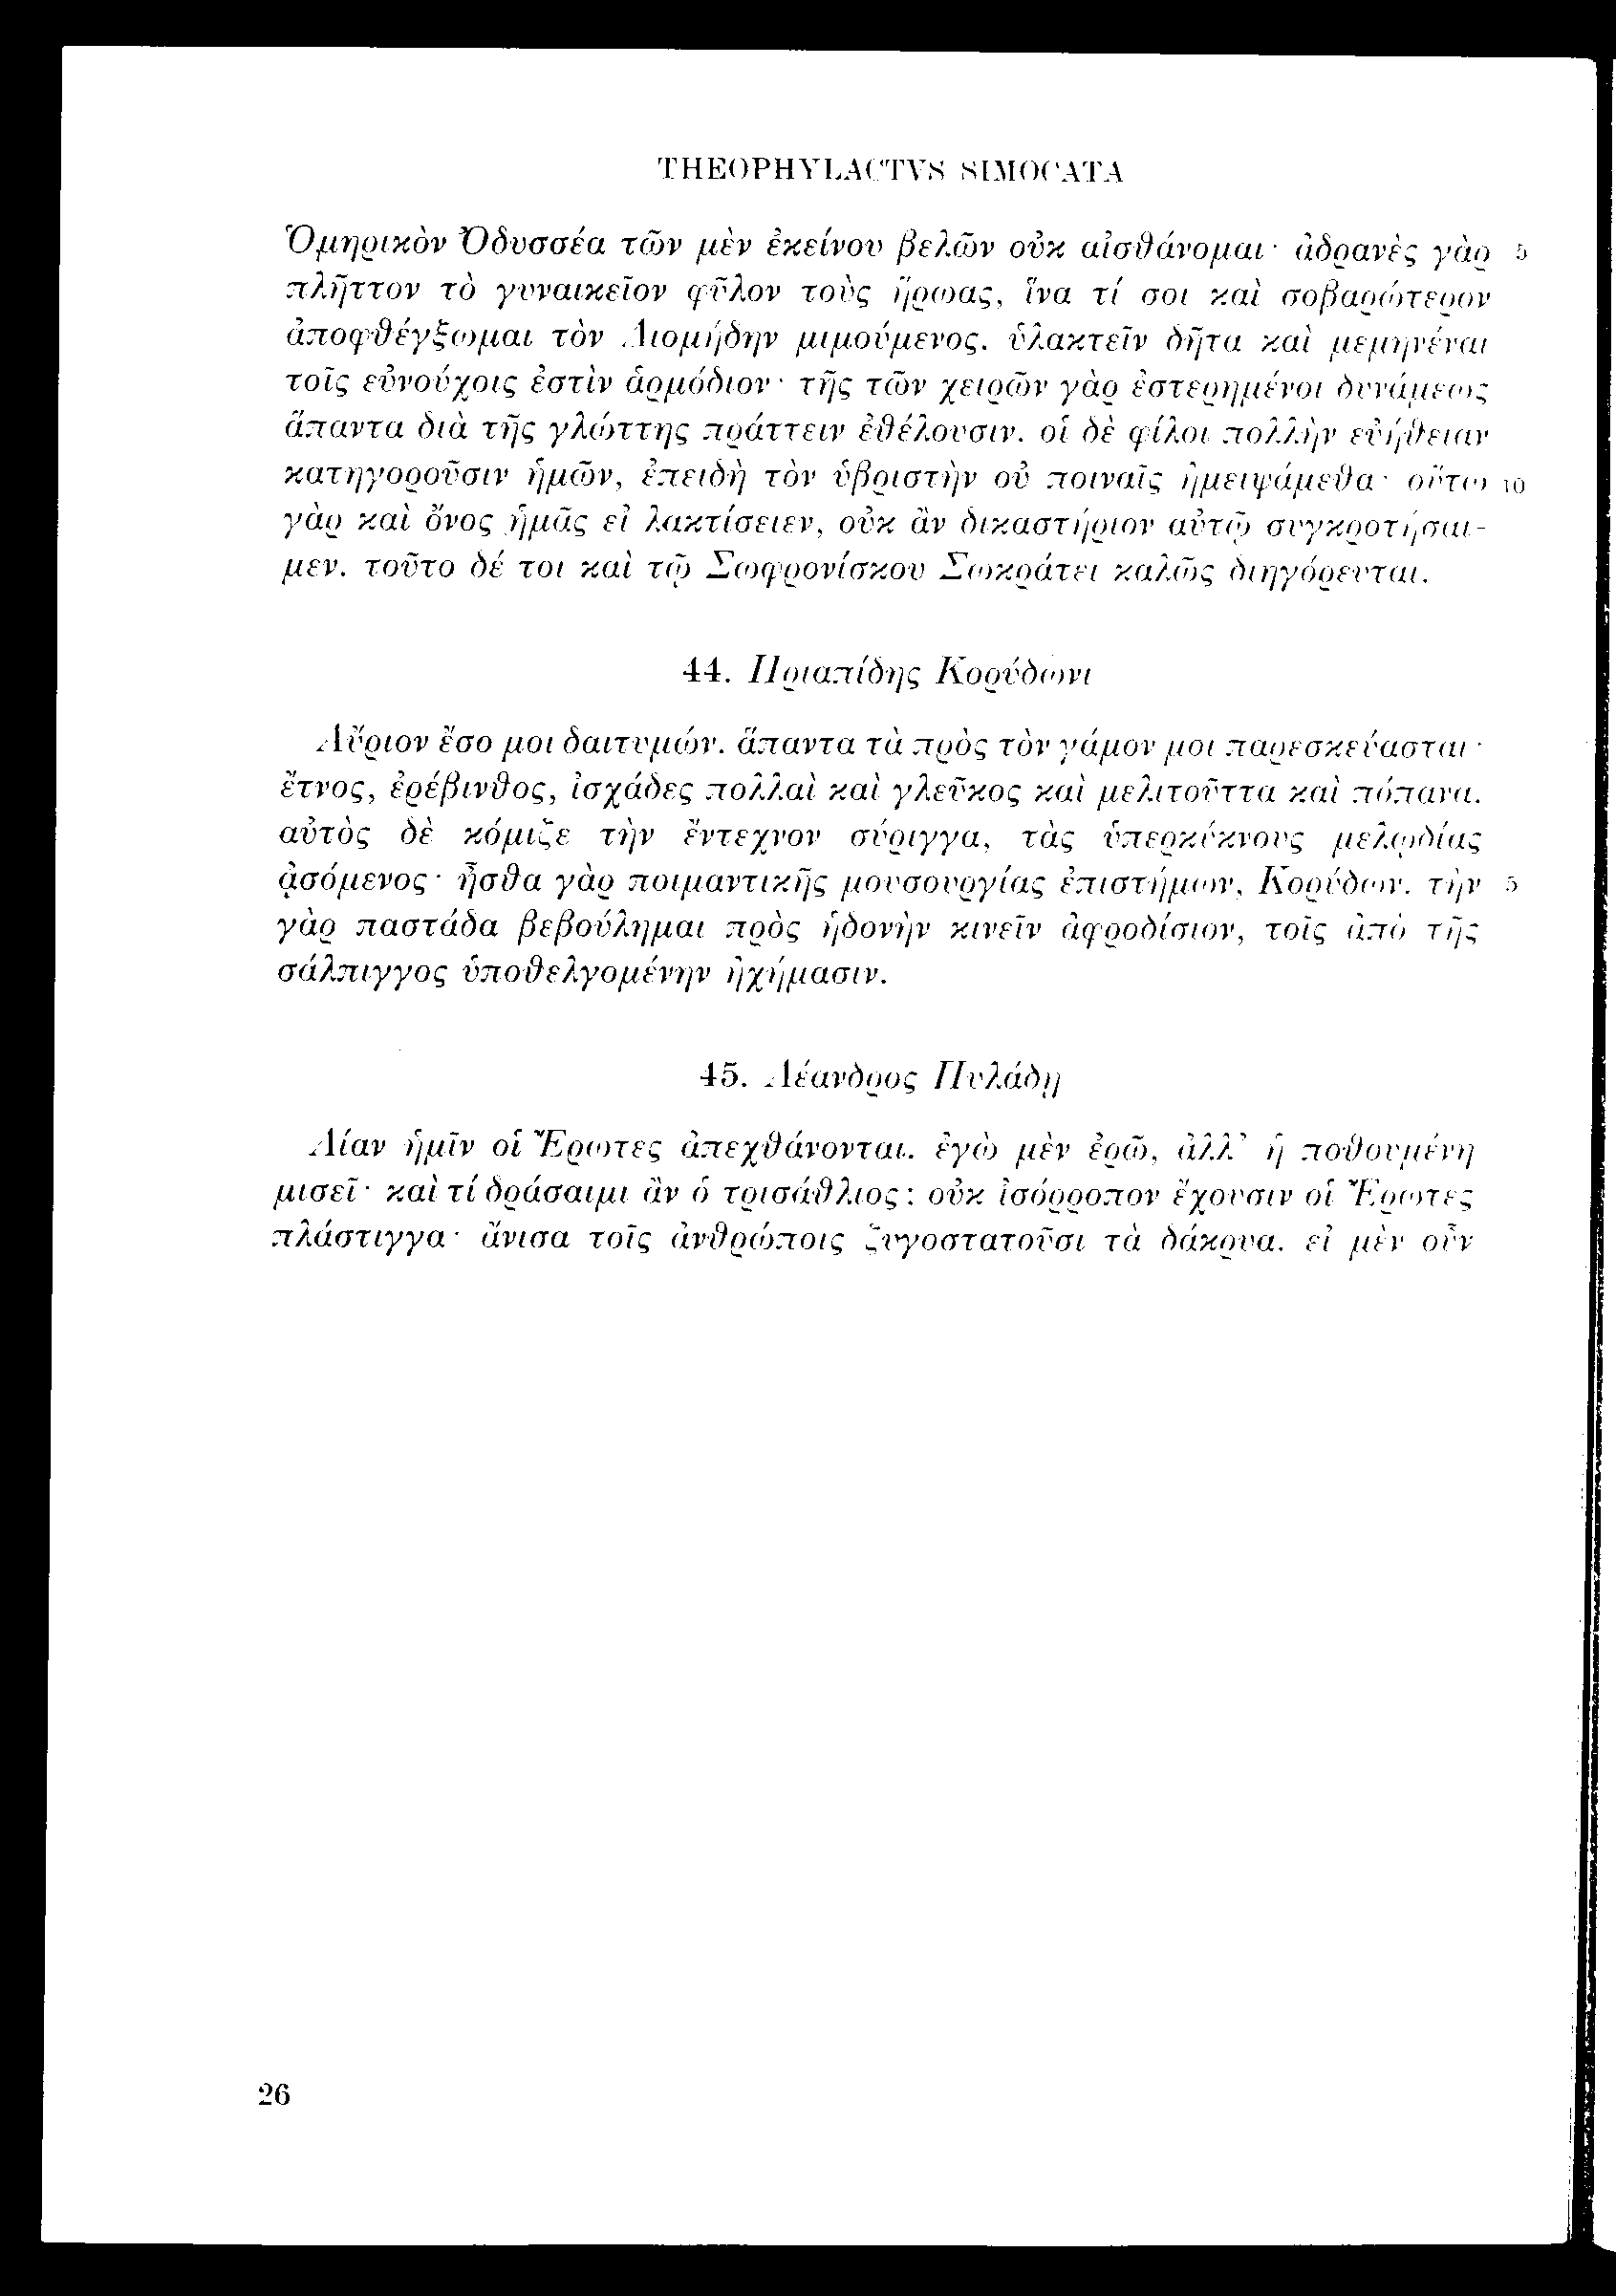 THEOPHYLACTVS SIMOCATA
Ὁμηρικὸν Ὀδυσσέα τῶν μὲν ἐκείνου βελῶν οὐκ αἰσθάνομαι· ἀδρανὲς γὰρ 5
πλῆττον τὸ γυναικεῖον φῦλον τοὺς ἥρωας, ἵνα τί σοι καὶ σοβαρώτερον
ἀποφθέγξωμαι τὸν Διομήδην μιμούμενος. ὑλακτεῖν δῆτα καὶ μεμηνέναι
τοῖς εὐνούχοις ἐστὶν ἁρμόδιον· τῆς τῶν χειρῶν γὰρ ἐστερημένοι δυνάμεως
ἅπαντα διὰ τῆς γλώττης πράττειν ἐθέλουσιν. οἱ δὲ φίλοι πολλὴν εὐήθειαν
κατηγοροῦσιν ἡμῶν, ἐπειδὴ τὸν ὑβριστὴν οὐ ποιναῖς ἠμειψάμεθα· οὕτω 10
γὰρ καὶ ὄνος ἡμᾶς εἰ λακτίσειεν, οὐκ ἂν δικαστήριον αὐτῷ συγκροτήσαι-
μεν. τοῦτο δέ τοι καὶ τῷ Σωφρονίσκου Σωκράτει καλῶς διηγόρευται.
44. Πριαπίδης Κορύδωνι
Αὔριον ἔσο μοι δαιτυμών. ἅπαντα τὰ πρὸς τὸν γάμον μοι παρεσκεύασται·
ἔτνος, ἐρέβινθος, ἰσχάδες πολλαὶ καὶ γλεῦκος καὶ μελιτοῦττα καὶ πόπανα.
αὐτὸς δὲ κόμιζε τὴν ἔντεχνον σύριγγα, τὰς ὑπερκύκνους μελῳδίας
ᾀσόμενος· ἦσθα γὰρ ποιμαντικῆς μουσουργίας ἐπιστήμων, Κορύδων. τὴν 5
γὰρ παστάδα βεβούλημαι πρὸς ἡδονὴν κινεῖν ἀφροδίσιον, τοῖς ἀπὸ τῆς
σάλπιγγος ὑποθελγομένην ἠχήμασιν.
45. Λέανδρος Πυλάδῃ
Λίαν ἡμῖν οἱ Ἔρωτες ἀπεχθάνονται. ἐγὼ μὲν ἐρῶ, ἀλλ’ ἡ ποθουμένη
μισεῖ· καὶ τί δράσαιμι ἂν ὁ τρισάθλιος; οὐκ ἰσόρροπον ἔχουσιν οἱ Ἔρωτες
πλάστιγγα· ἄνισα τοῖς ἀνθρώποις ζυγοστατοῦσι τὰ δάκρυα. εἰ μὲν οὖν
26